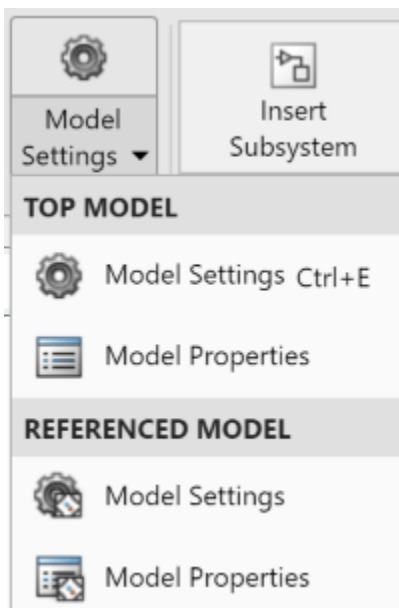 Model
Settings
Insert
Subsystem
TOP MODEL
Model Settings Ctrl+E
Model Properties
REFERENCED MODEL
Model Settings
Model Properties